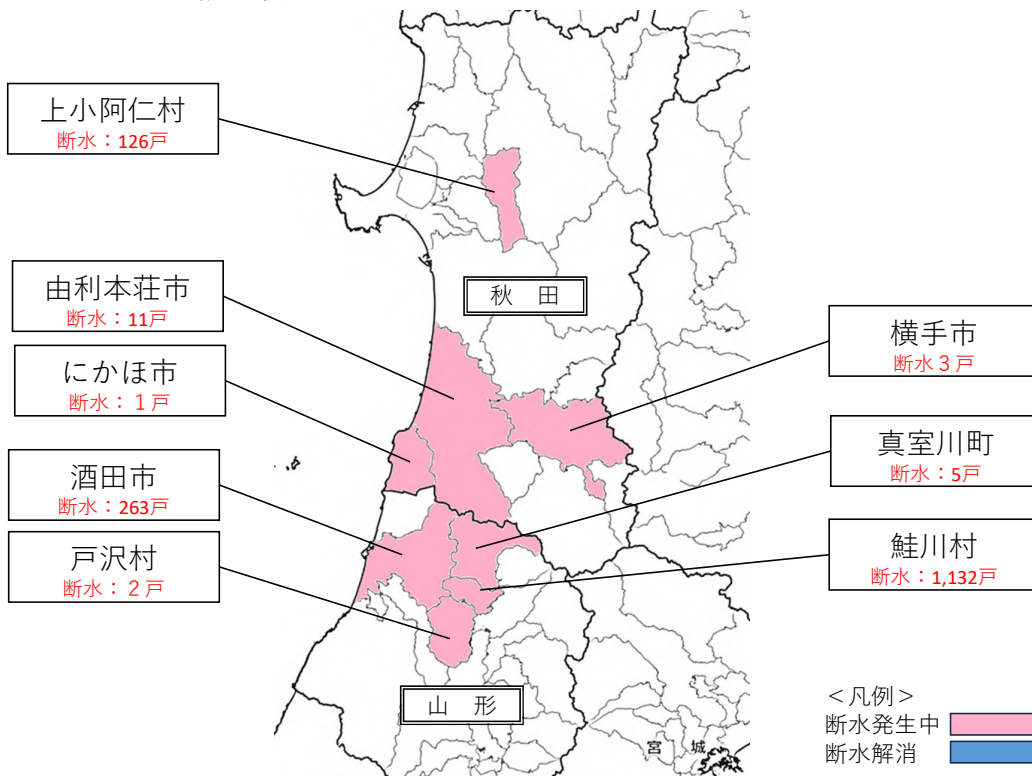 上小阿仁村
断水：126戸
由利本荘市
断水：11戸
にかほ市
断水：１戸
酒田市
断水：263戸
戸沢村
断水：２戸
秋　田
横手市
断水３戸
真室川町
断水：5戸
鮭川村
断水：1,132戸
山　形
宮　城
＜凡例＞
断水発生中
断水解消